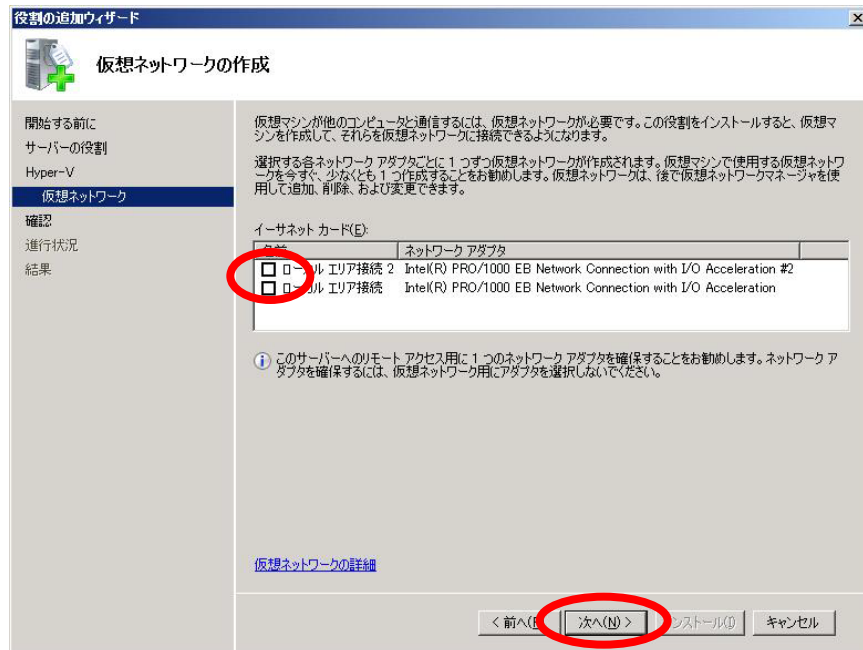 役割の追加ウィザード
仮想ネットワークの作成
開始する前に
サーバーの役割
Hyper-V
仮想ネットワーク
確認
進行状況
結果
仮想マシンが他のコンピュータと通信するには、仮想ネットワークが必要です。この役割をインストールすると、仮想マ
シンを作成して、それらを仮想ネットワークに接続できるようになります。
選択する各ネットワーク アダプタごとに 1 つずつ仮想ネットワークが作成されます。仮想マシンで使用する仮想ネットワ
ークを今すぐ、少なくとも 1 つ作成することをお勧めします。仮想ネットワークは、後で仮想ネットワークマネージャを使
用して追加、削除、および変更できます。
イーサネット カード(E):
名前 ネットワーク アダプタ
ローカル エリア接続 2 Intel(R) PRO/1000 EB Network Connection with I/O Acceleration #2
ローカル エリア接続 Intel(R) PRO/1000 EB Network Connection with I/O Acceleration
このサーバーへのリモート アクセス用に 1 つのネットワーク アダプタを確保することをお勧めします。ネットワーク ア
ダプタを確保するには、仮想ネットワーク用にアダプタを選択しないでください。
仮想ネットワークの詳細
< 前へ( 次へ(N) > ンストール(I) キャンセル